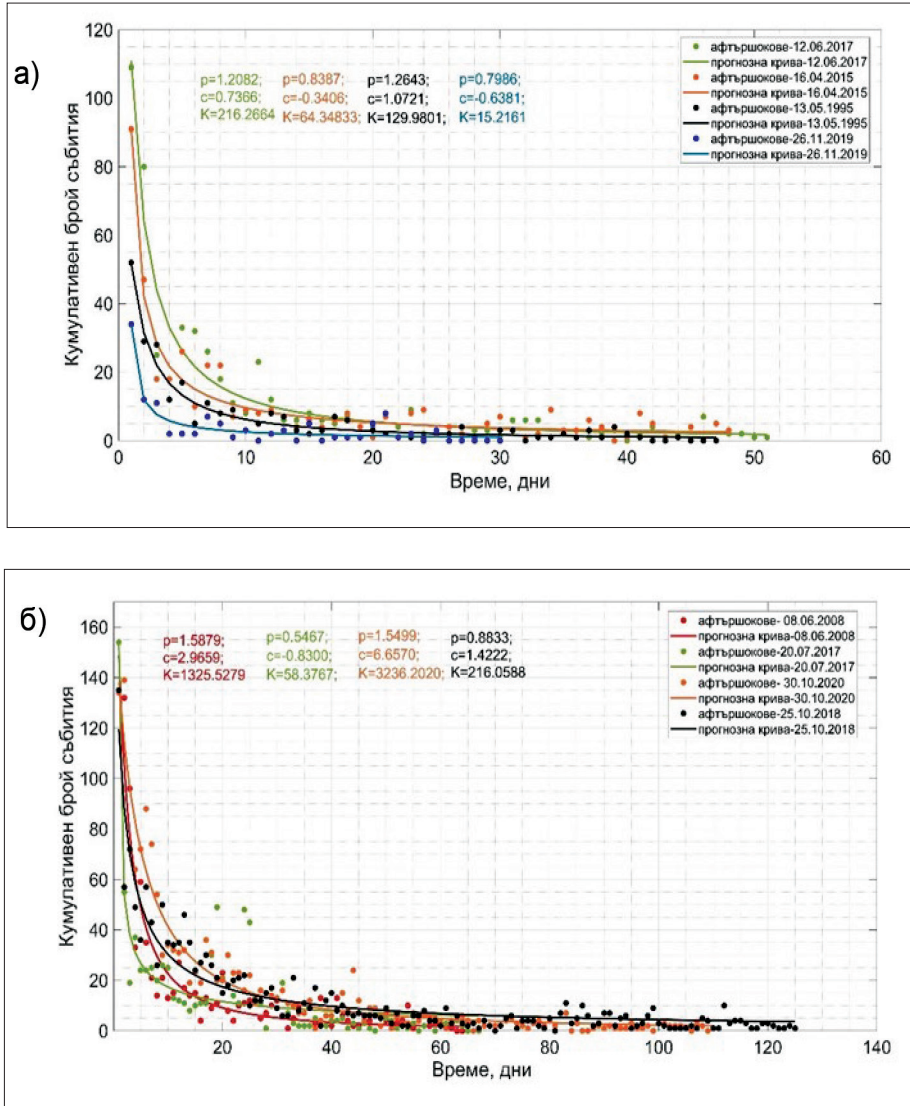 а)
120
100
80
60
40
20
0
Кумулативен брой събития
p=1.2082;
c=0.7366;
K=216.2664
p=0.8387;
c=-0.3406;
K=64.34833;
p=1.2643;
c=1.0721;
K=129.9801;
p=0.7986;
c=-0.6381;
K=15.2161
афтършокове-12.06.2017
прогнозна крива-12.06.2017
афтършокове-16.04.2015
прогнозна крива-16.04.2015
афтършокове-13.05.1995
прогнозна крива-13.05.1995
афтършокове-26.11.2019
прогнозна крива-26.11.2019
0 10 20 30 40 50 60
Време, дни
б)
160
140
120
100
80
60
40
20
0
Кумулативен брой събития
p=1.5879;
c=2.9659;
K=1325.5279
p=0.5467;
c=-0.8300;
K=58.3767;
p=1.5499;
c=6.6570;
K=3236.2020;
p=0.8833;
c=1.4222;
K=216.0588
афтършокове- 08.06.2008
прогнозна крива-08.06.2008
афтършокове-20.07.2017
прогнозна крива-20.07.2017
афтършокове- 30.10.2020
прогнозна крива-30.10.2020
афтършокове-25.10.2018
прогнозна крива-25.10.2018
20 40 60 80 100 120 140
Време, дни